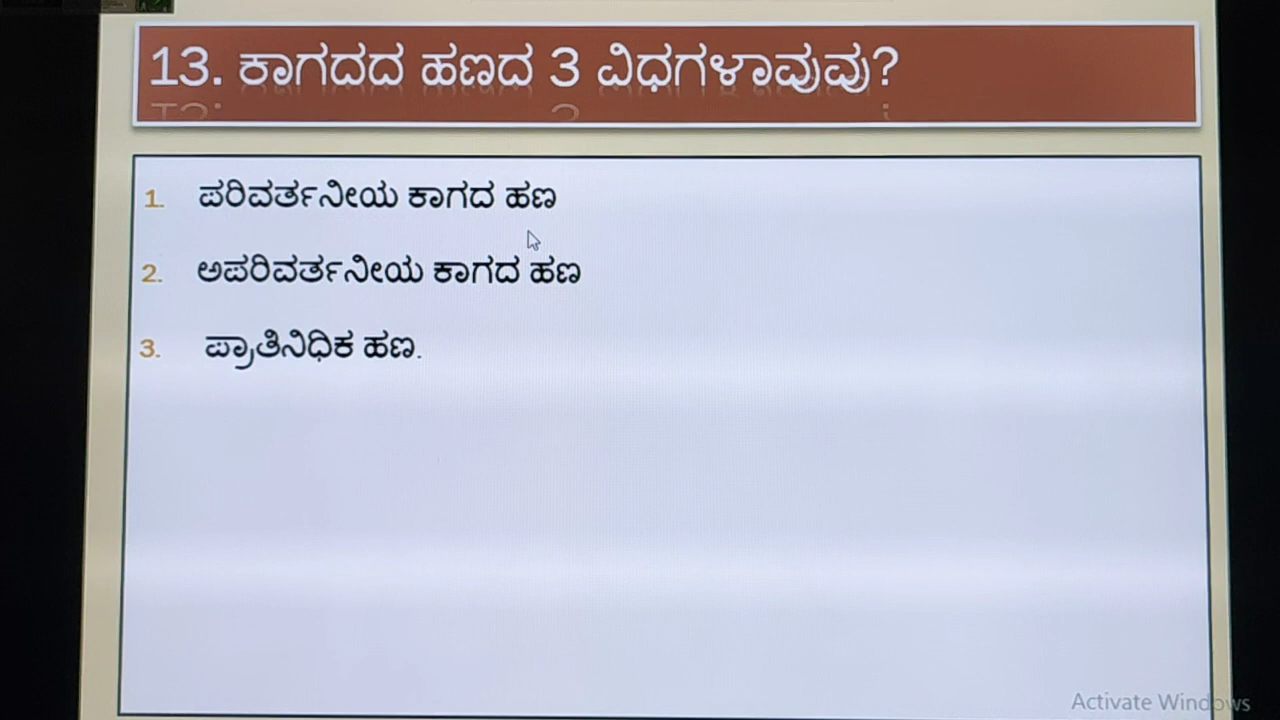 13. ಕಾಗದದ ಹಣದ 3 ವಿಧಗಳಾವುವು?
1. ಪರಿವರ್ತನೀಯ ಕಾಗದ ಹಣ
2. ಅಪರಿವರ್ತನೀಯ ಕಾಗದ ಹಣ
3. ಪ್ರಾತಿನಿಧಿಕ ಹಣ.
Activate Windows